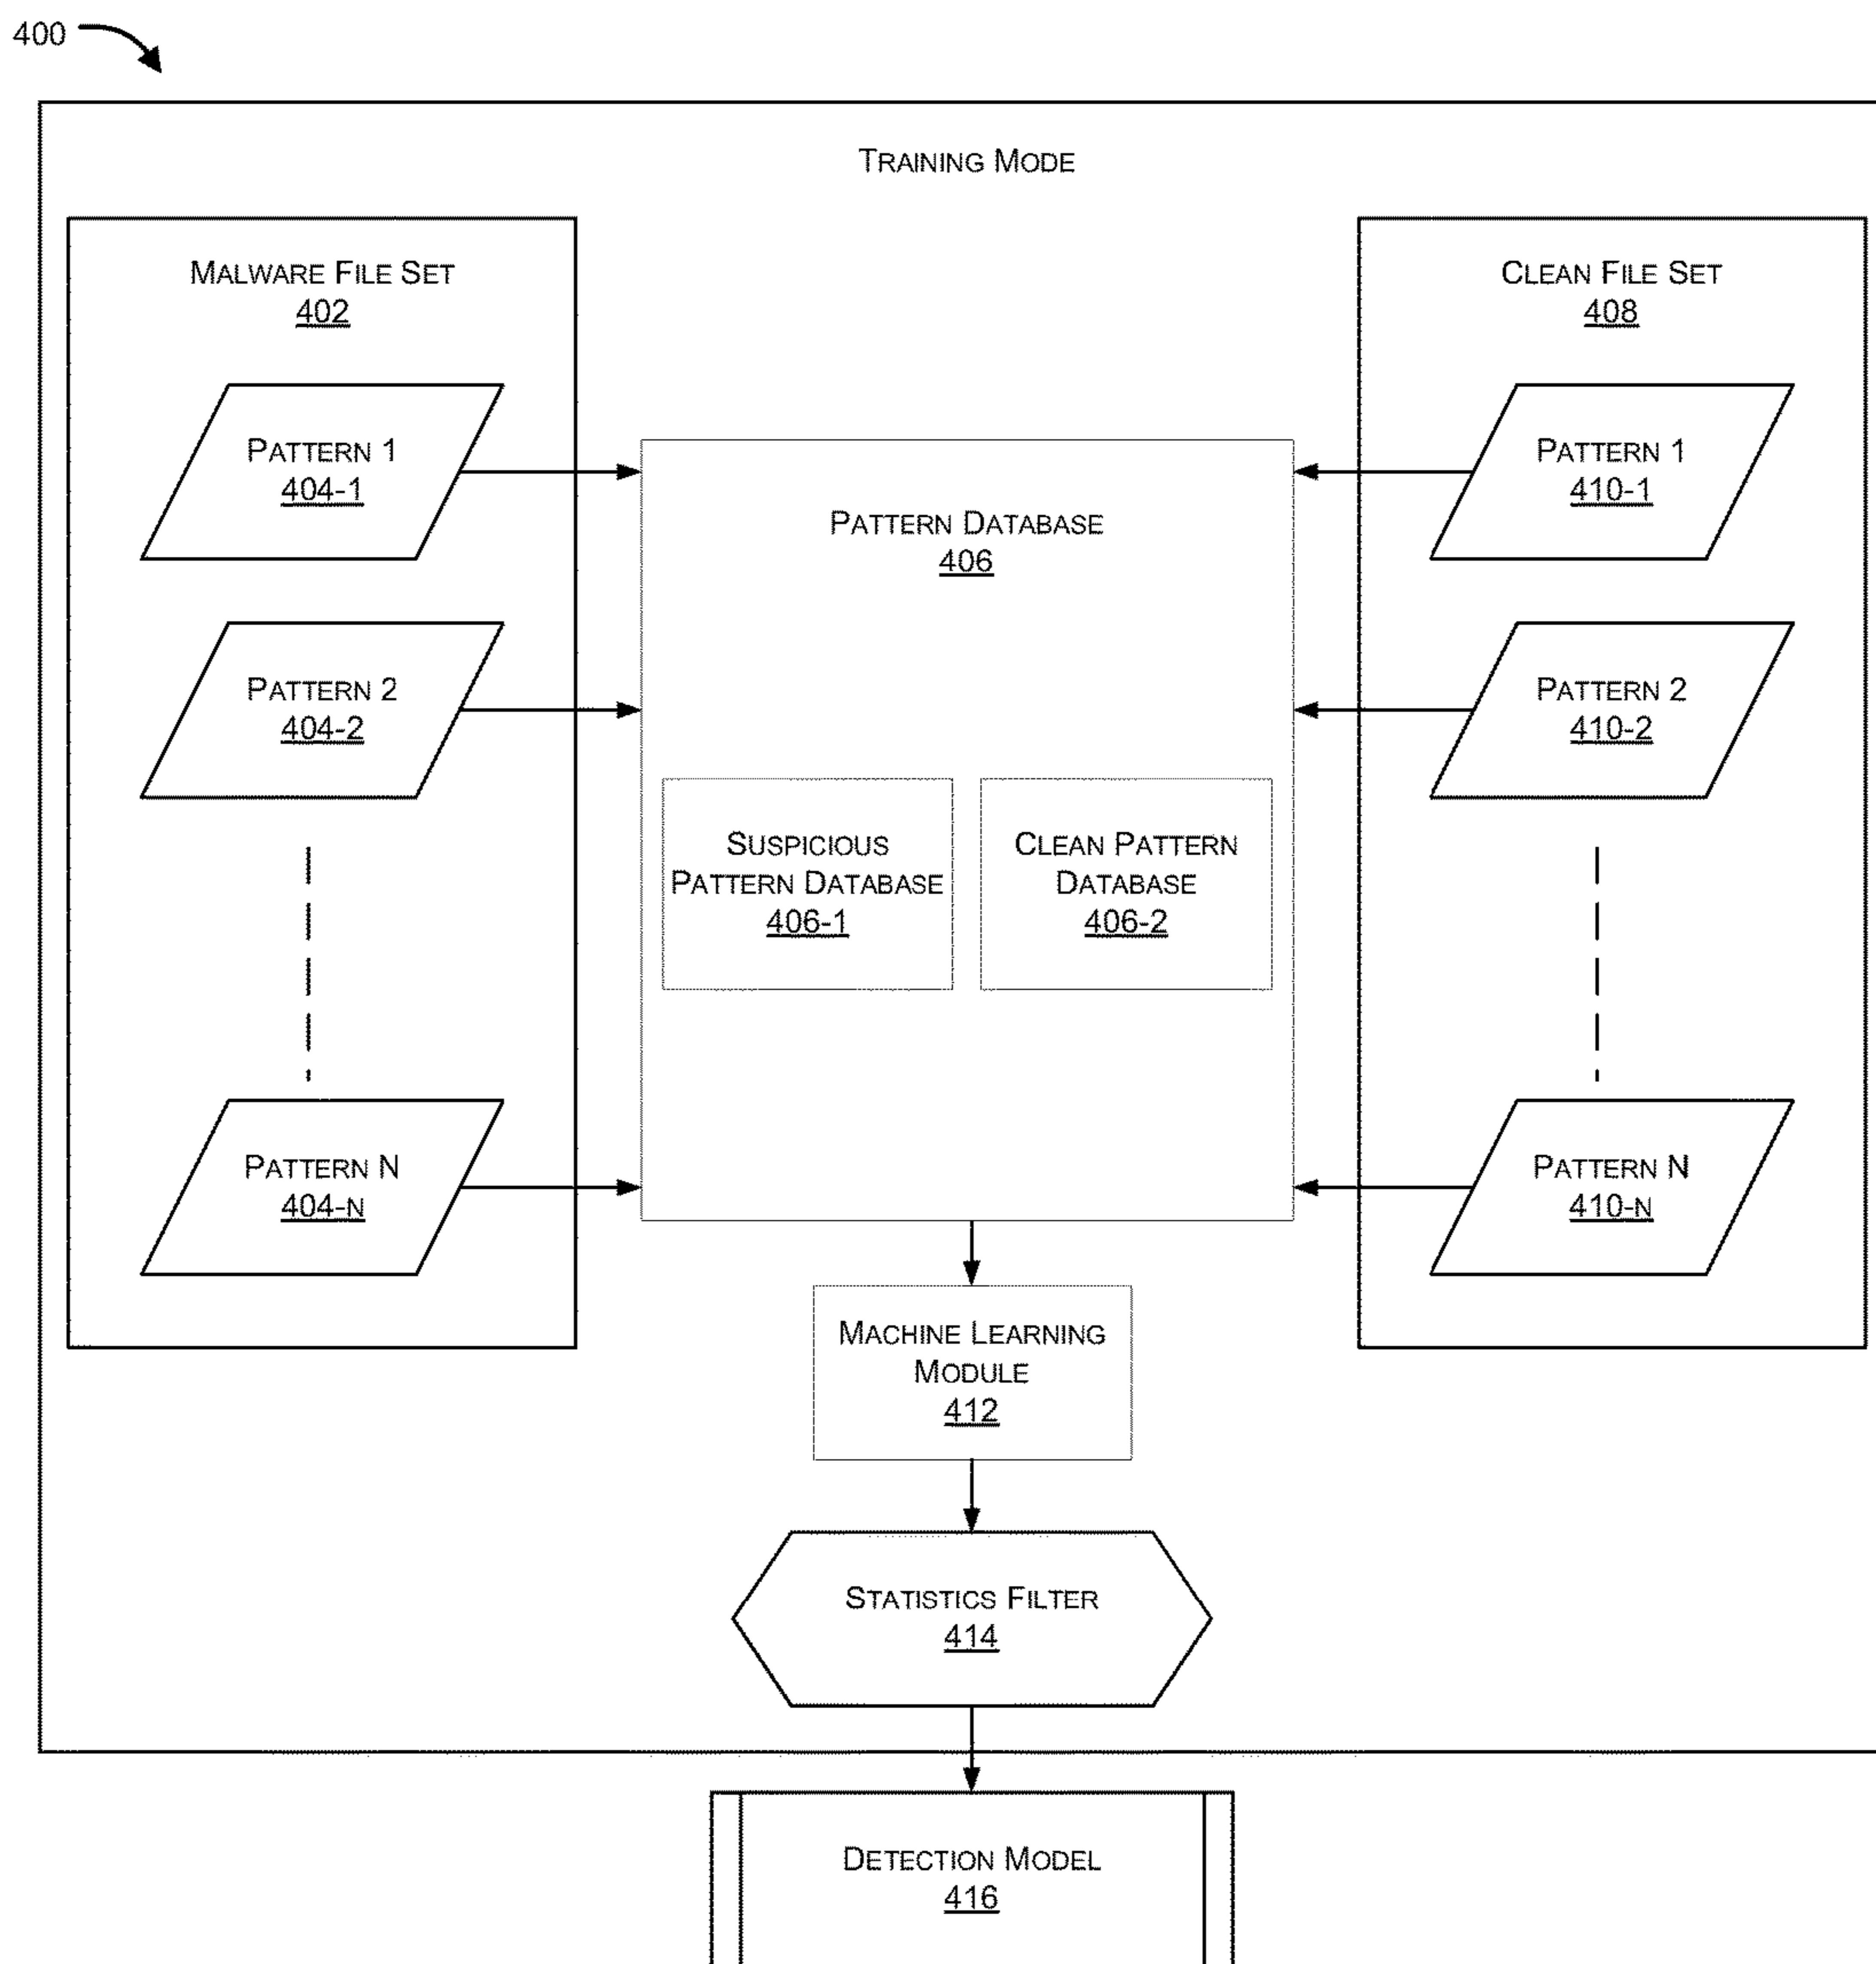 400
TRAINING MODE
MALWARE FILE SET
402
PATTERN 1
404-1
PATTERN 2
404-2
PATTERN N
404-N
PATTERN DATABASE
406
SUSPICIOUS
PATTERN DATABASE
406-1
CLEAN PATTERN
DATABASE
406-2
CLEAN FILE SET
408
PATTERN 1
410-1
PATTERN 2
410-2
PATTERN N
410-N
MACHINE LEARNING
MODULE
412
STATISTICS FILTER
414
DETECTION MODEL
416